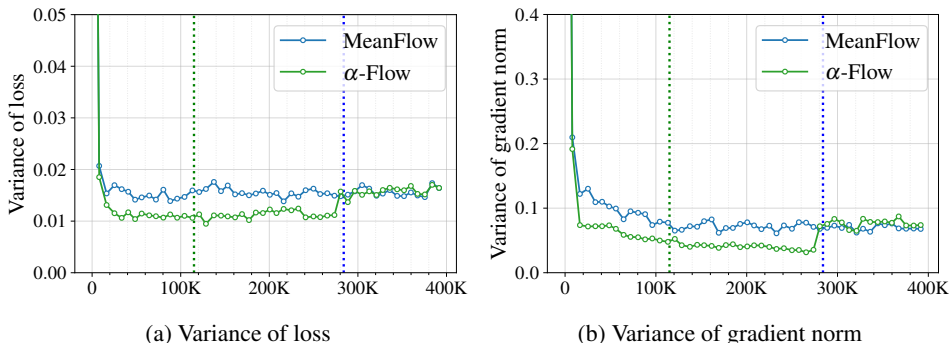 Variance of loss
0.05
0.04
0.03
0.02
0.01
0.00
MeanFlow
α-Flow
0
100K
200K
300K
400K
(a) Variance of loss
Variance of gradient norm
0.4
0.3
0.2
0.1
0.0
MeanFlow
α-Flow
0
100K
200K
300K
400K
(b) Variance of gradient norm